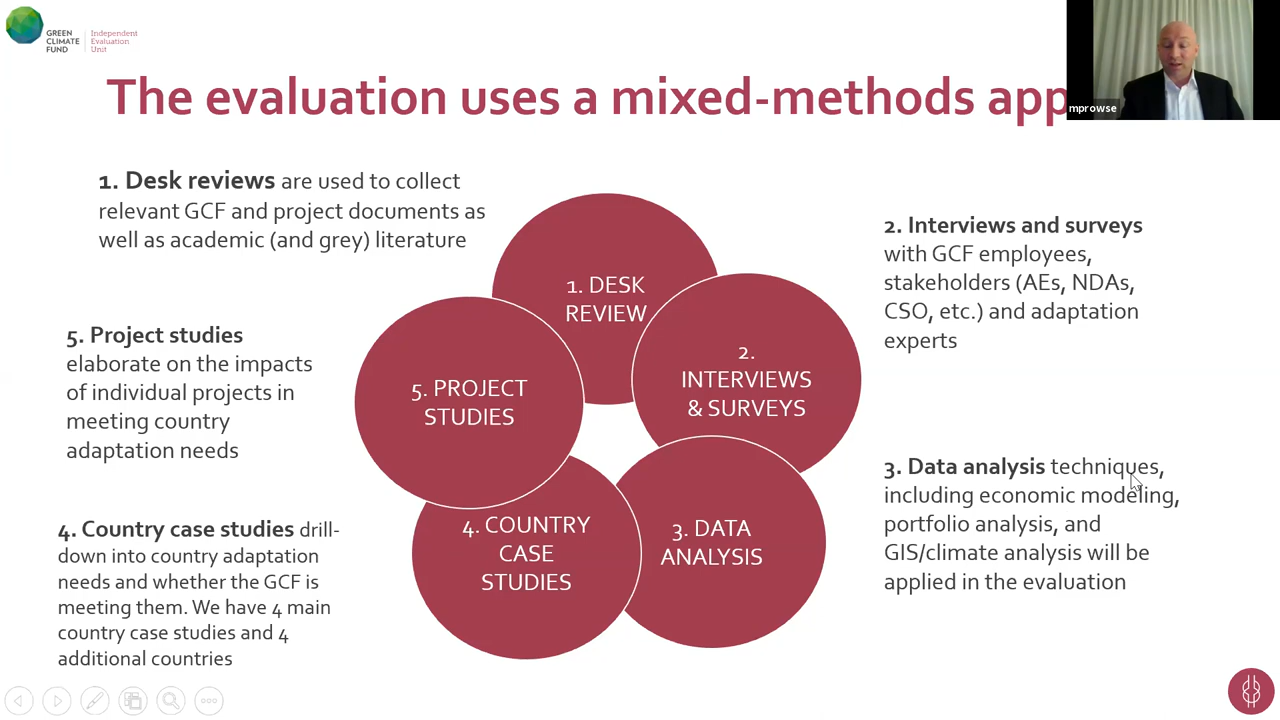 GREEN
CLIMATE
FUND
Independent
Evaluation
Unit
The evaluation uses a mixed-methods app
mprowse
1. Desk reviews are used to collect
relevant GCF and project documents as
well as academic (and grey) literature
2. Interviews and surveys
with GCF employees,
stakeholders (AEs, NDAs,
CSO, etc.) and adaptation
experts
3. Data analysis techniques,
including economic modeling,
portfolio analysis, and
GIS/climate analysis will be
applied in the evaluation
4. Country case studies drill-
down into country adaptation
needs and whether the GCF is
meeting them. We have 4 main
country case studies and 4
additional countries
5. Project studies
elaborate on the impacts
of individual projects in
meeting country
adaptation needs
1. DESK
REVIEW
2.
INTERVIEWS
& SURVEYS
3. DATA
ANALYSIS
4. COUNTRY
CASE
STUDIES
5. PROJECT
STUDIES